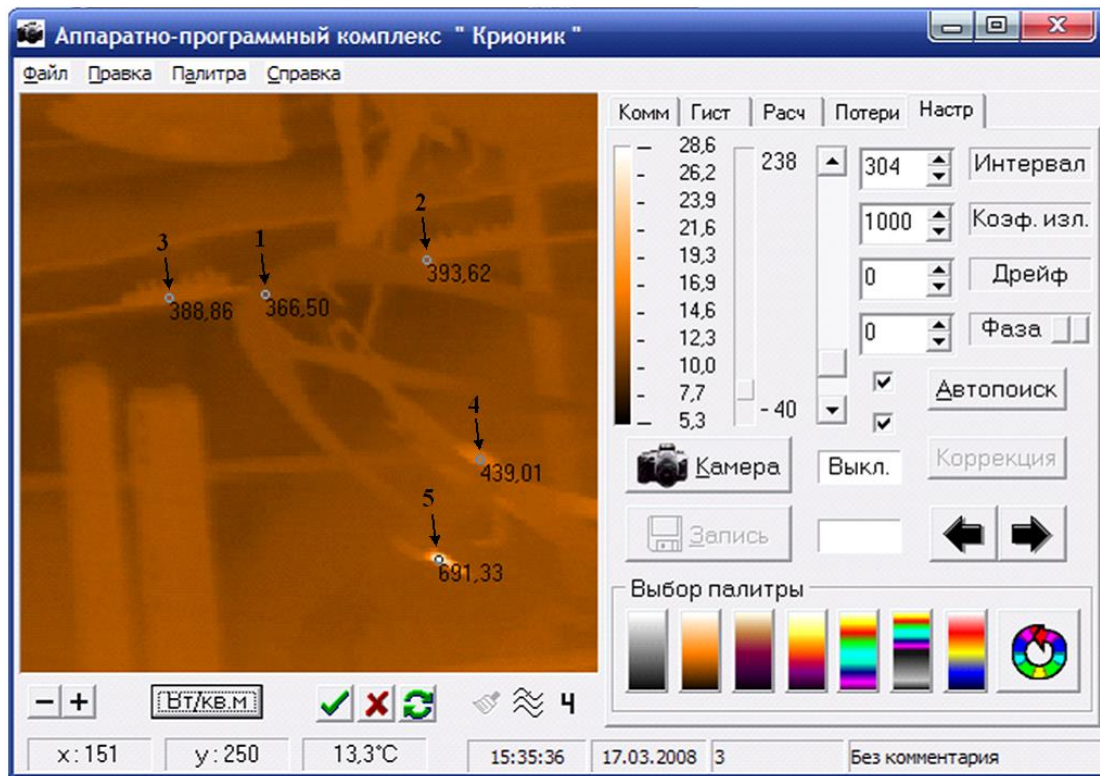 Аппаратно-программный комплекс " Крионик "
Файл Правка Палитра Справка
Комм Гист Расч Потери Настр
28,6
26,2
23,9
21,6
19,3
16,9
14,6
12,3
10,0
7,7
5,3
238
- 40
304 Интервал
1000 Коэф. изл.
0 Дрейф
0 Фаза
Автопоиск
Камера Выкл. Коррекция
Запись
Выбор палитры
2
393,62
3
388,86
1
366,50
4
439,01
5
691,33
Вт/кв.м Ч
x:151 y:250 13,3°C 15:35:36 17.03.2008 3 Без комментария